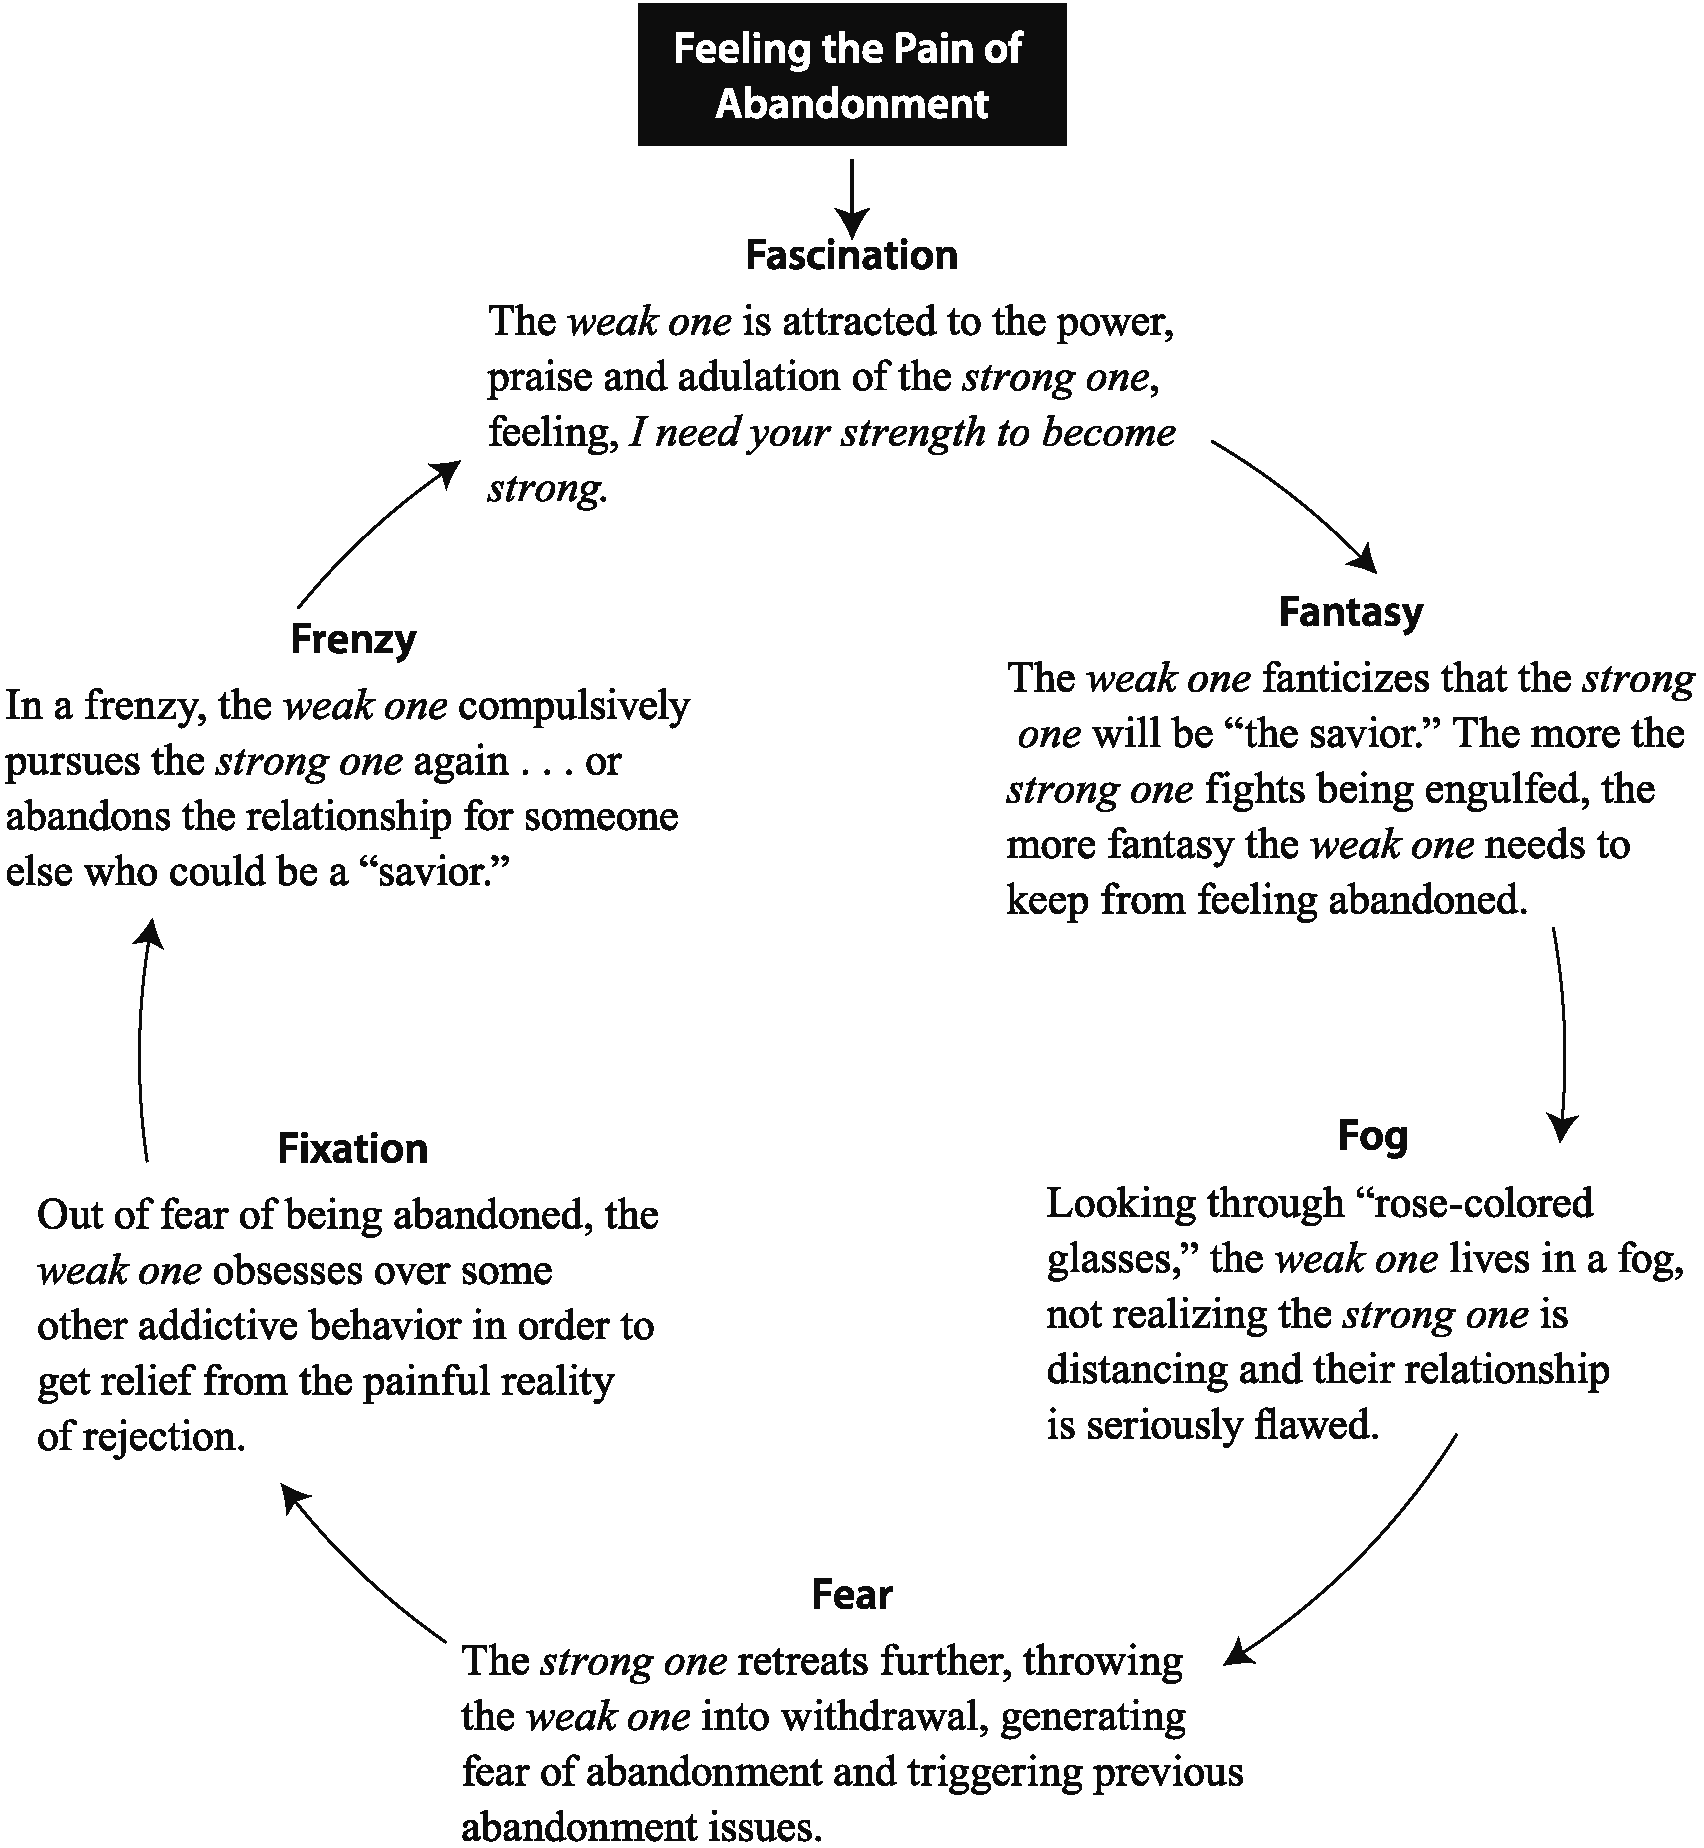 Feeling the Pain of
Abandonment
Fascination
The weak one is attracted to the power,
praise and adulation of the strong one,
feeling, I need your strength to become
strong.
Fantasy
The weak one fanticizes that the strong
one will be “the savior.” The more the
strong one fights being engulfed, the
more fantasy the weak one needs to
keep from feeling abandoned.
Fog
Looking through “rose-colored
glasses,” the weak one lives in a fog,
not realizing the strong one is
distancing and their relationship
is seriously flawed.
Fear
The strong one retreats further, throwing
the weak one into withdrawal, generating
fear of abandonment and triggering previous
abandonment issues.
Fixation
Out of fear of being abandoned, the
weak one obsesses over some
other addictive behavior in order to
get relief from the painful reality
of rejection.
Frenzy
In a frenzy, the weak one compulsively
pursues the strong one again . . . or
abandons the relationship for someone
else who could be a “savior.”